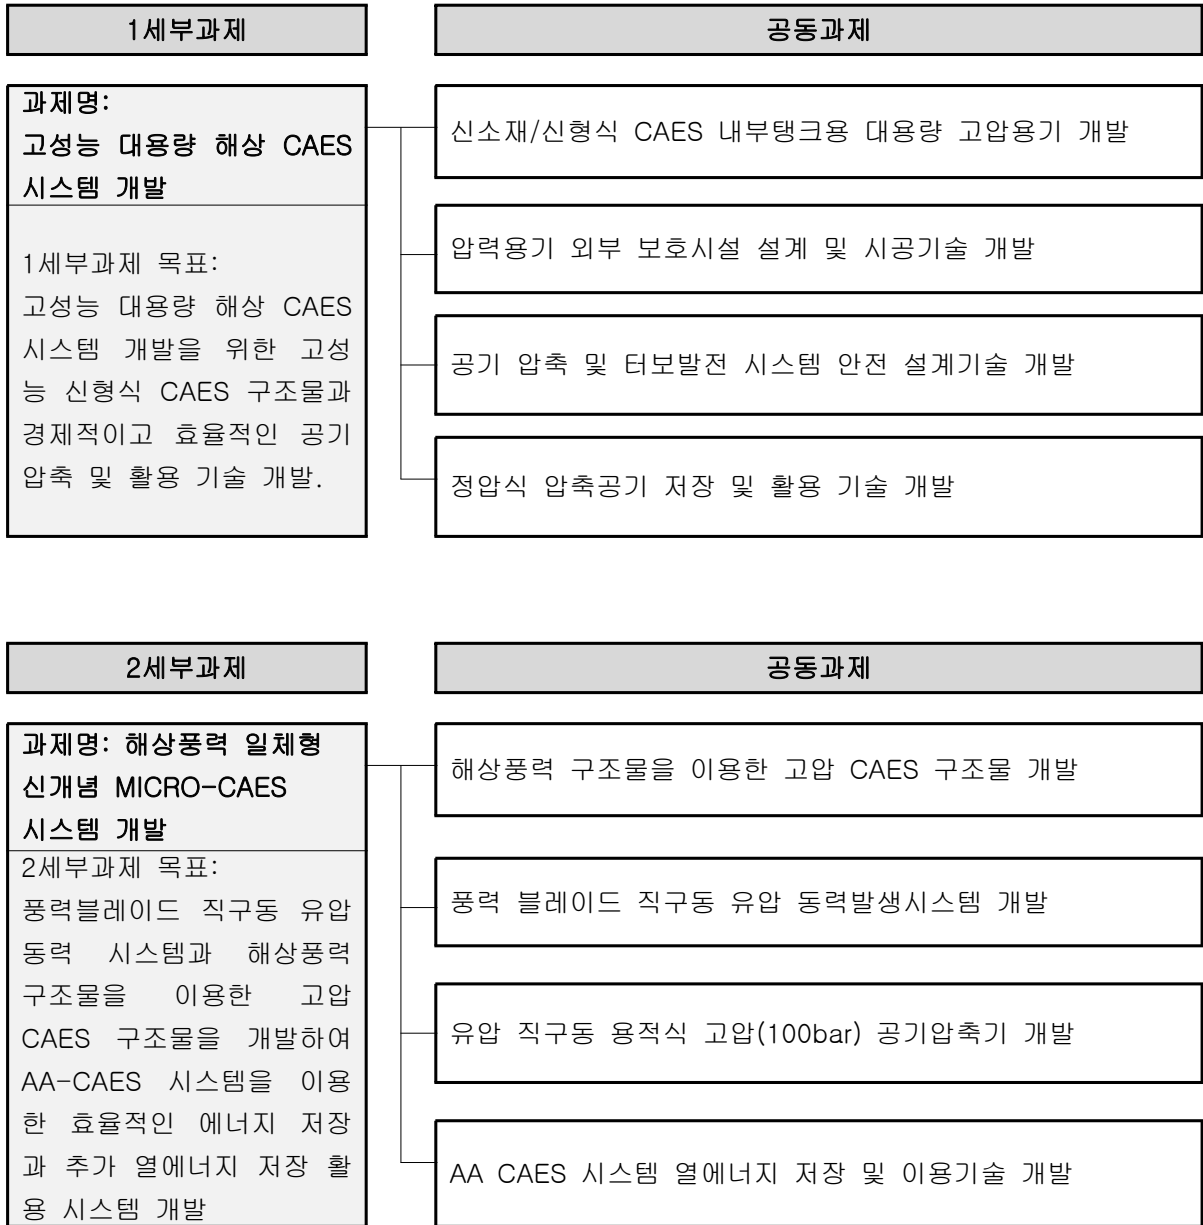 1세부과제
공동과제
과제명:
고성능 대용량 해상 CAES
시스템 개발
1세부과제 목표:
고성능 대용량 해상 CAES
시스템 개발을 위한 고성
능 신형식 CAES 구조물과
경제적이고 효율적인 공기
압축 및 활용 기술 개발.
신소재/신형식 CAES 내부탱크용 대용량 고압용기 개발
압력용기 외부 보호시설 설계 및 시공기술 개발
공기 압축 및 터보발전 시스템 안전 설계기술 개발
정압식 압축공기 저장 및 활용 기술 개발
2세부과제
공동과제
과제명: 해상풍력 일체형
신개념 MICRO-CAES
시스템 개발
2세부과제 목표:
풍력블레이드 직구동 유압
동력 시스템과 해상풍력
구조물을 이용한 고압
CAES 구조물을 개발하여
AA-CAES 시스템을 이용
한 효율적인 에너지 저장
과 추가 열에너지 저장 활
용 시스템 개발
해상풍력 구조물을 이용한 고압 CAES 구조물 개발
풍력 블레이드 직구동 유압 동력발생시스템 개발
유압 직구동 용적식 고압(100bar) 공기압축기 개발
AA CAES 시스템 열에너지 저장 및 이용기술 개발